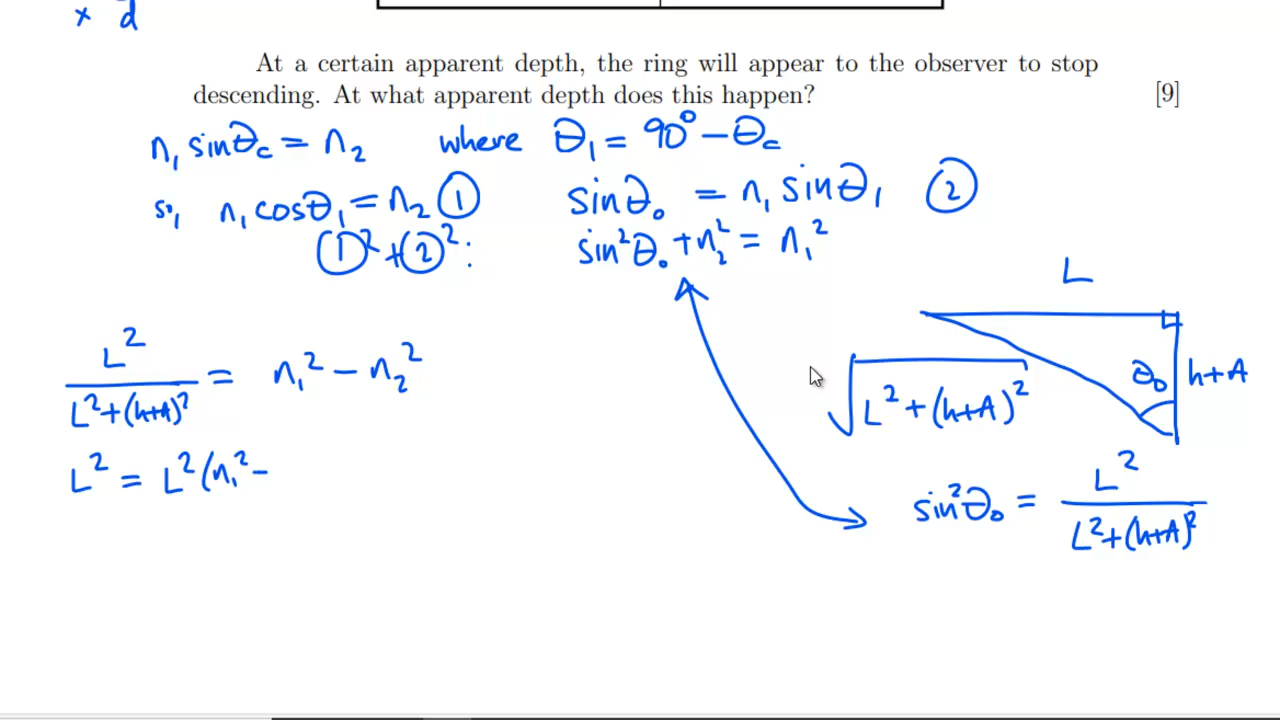 × d
At a certain apparent depth, the ring will appear to the observer to stop
descending. At what apparent depth does this happen? [9]
n₁ sinθc = n₂ where θ₁ = 90° − θc
so, n₁ cosθ₁ = n₂ ① sinθ₀ = n₁ sinθ₁ ②
①² + ②² : sin²θ₀ + n₂² = n₁²
L
L² / (L² + (h+A)²) = n₁² − n₂²
θ₀ h+A
√(L² + (h+A)²)
L² = L² (n₁² −
sin²θ₀ = L² / (L² + (h+A)²)